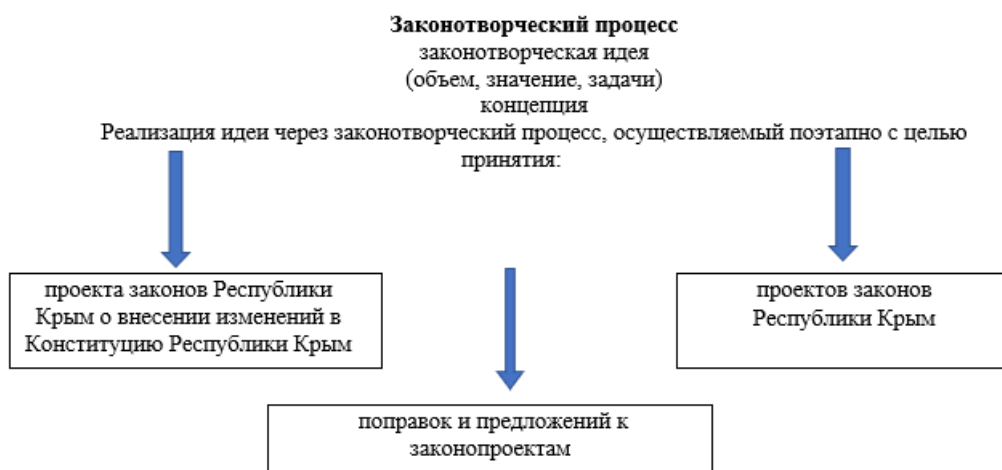 Законотворческий процесс
законотворческая идея
(объем, значение, задачи)
концепция
Реализация идеи через законотворческий процесс, осуществляемый поэтапно с целью
принятия:
проекта законов Республики
Крым о внесении изменений в
Конституцию Республики Крым
проектов законов
Республики Крым
поправок и предложений к
законопроектам